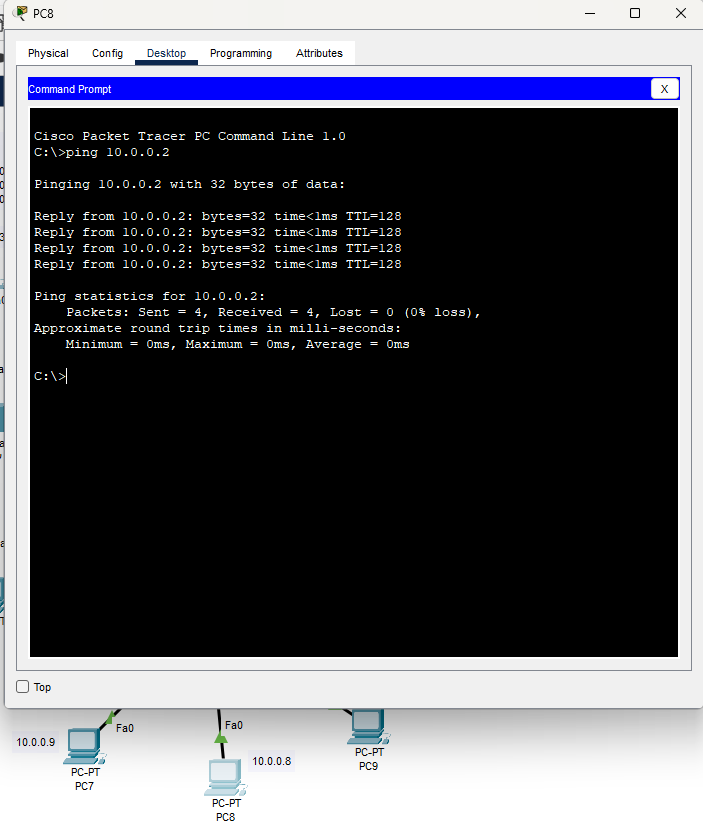 PC8
Physical Config Desktop Programming Attributes
Command Prompt
X
Cisco Packet Tracer PC Command Line 1.0
C:\>ping 10.0.0.2
Pinging 10.0.0.2 with 32 bytes of data:
Reply from 10.0.0.2: bytes=32 time<1ms TTL=128
Reply from 10.0.0.2: bytes=32 time<1ms TTL=128
Reply from 10.0.0.2: bytes=32 time<1ms TTL=128
Reply from 10.0.0.2: bytes=32 time<1ms TTL=128
Ping statistics for 10.0.0.2:
Packets: Sent = 4, Received = 4, Lost = 0 (0% loss),
Approximate round trip times in milli-seconds:
Minimum = 0ms, Maximum = 0ms, Average = 0ms
C:\>
Top
Fa0
10.0.0.9
PC-PT
PC7
Fa0
10.0.0.8
PC-PT
PC8
PC-PT
PC9